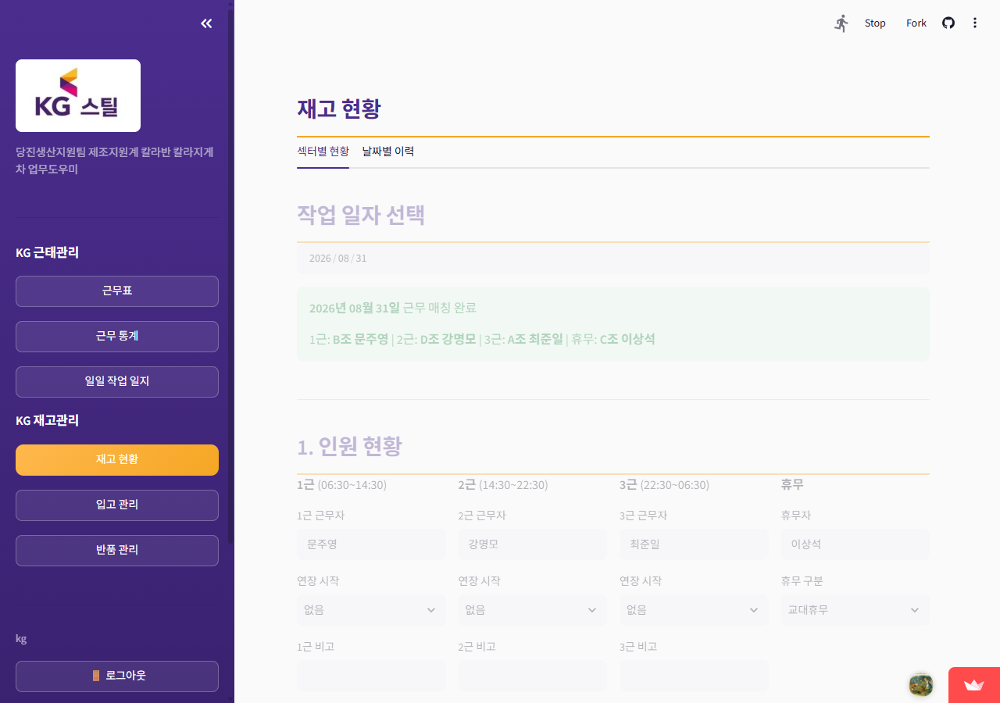 KG 스틸
당진생산지원팀 제조지원계 칼라반 칼라지게
차 업무도우미
KG 근태관리
근무표
근무 통계
일일 작업 일지
KG 재고관리
재고 현황
입고 관리
반품 관리
kg
로그아웃
Stop Fork
재고 현황
섹터별 현황 날짜별 이력
작업 일자 선택
2026 / 08 / 31
2026년 08월 31일 근무 매칭 완료
1근: B조 문주영 | 2근: D조 강명모 | 3근: A조 최준일 | 휴무: C조 이상석
1. 인원 현황
1근 (06:30~14:30) 2근 (14:30~22:30) 3근 (22:30~06:30) 휴무
1근 근무자 2근 근무자 3근 근무자 휴무자
문주영 강명모 최준일 이상석
연장 시작 연장 시작 연장 시작 휴무 구분
없음 없음 없음 교대휴무
1근 비고 2근 비고 3근 비고